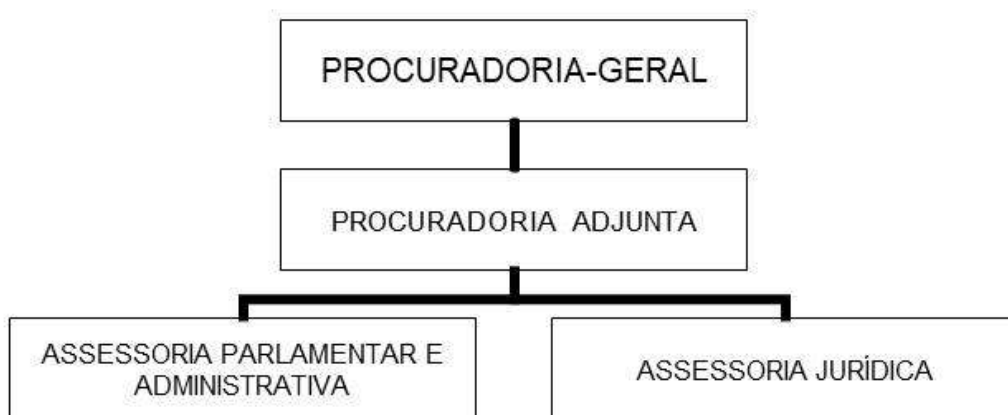 PROCURADORIA-GERAL
PROCURADORIA ADJUNTA
ASSESSORIA PARLAMENTAR E
ADMINISTRATIVA
ASSESSORIA JURÍDICA